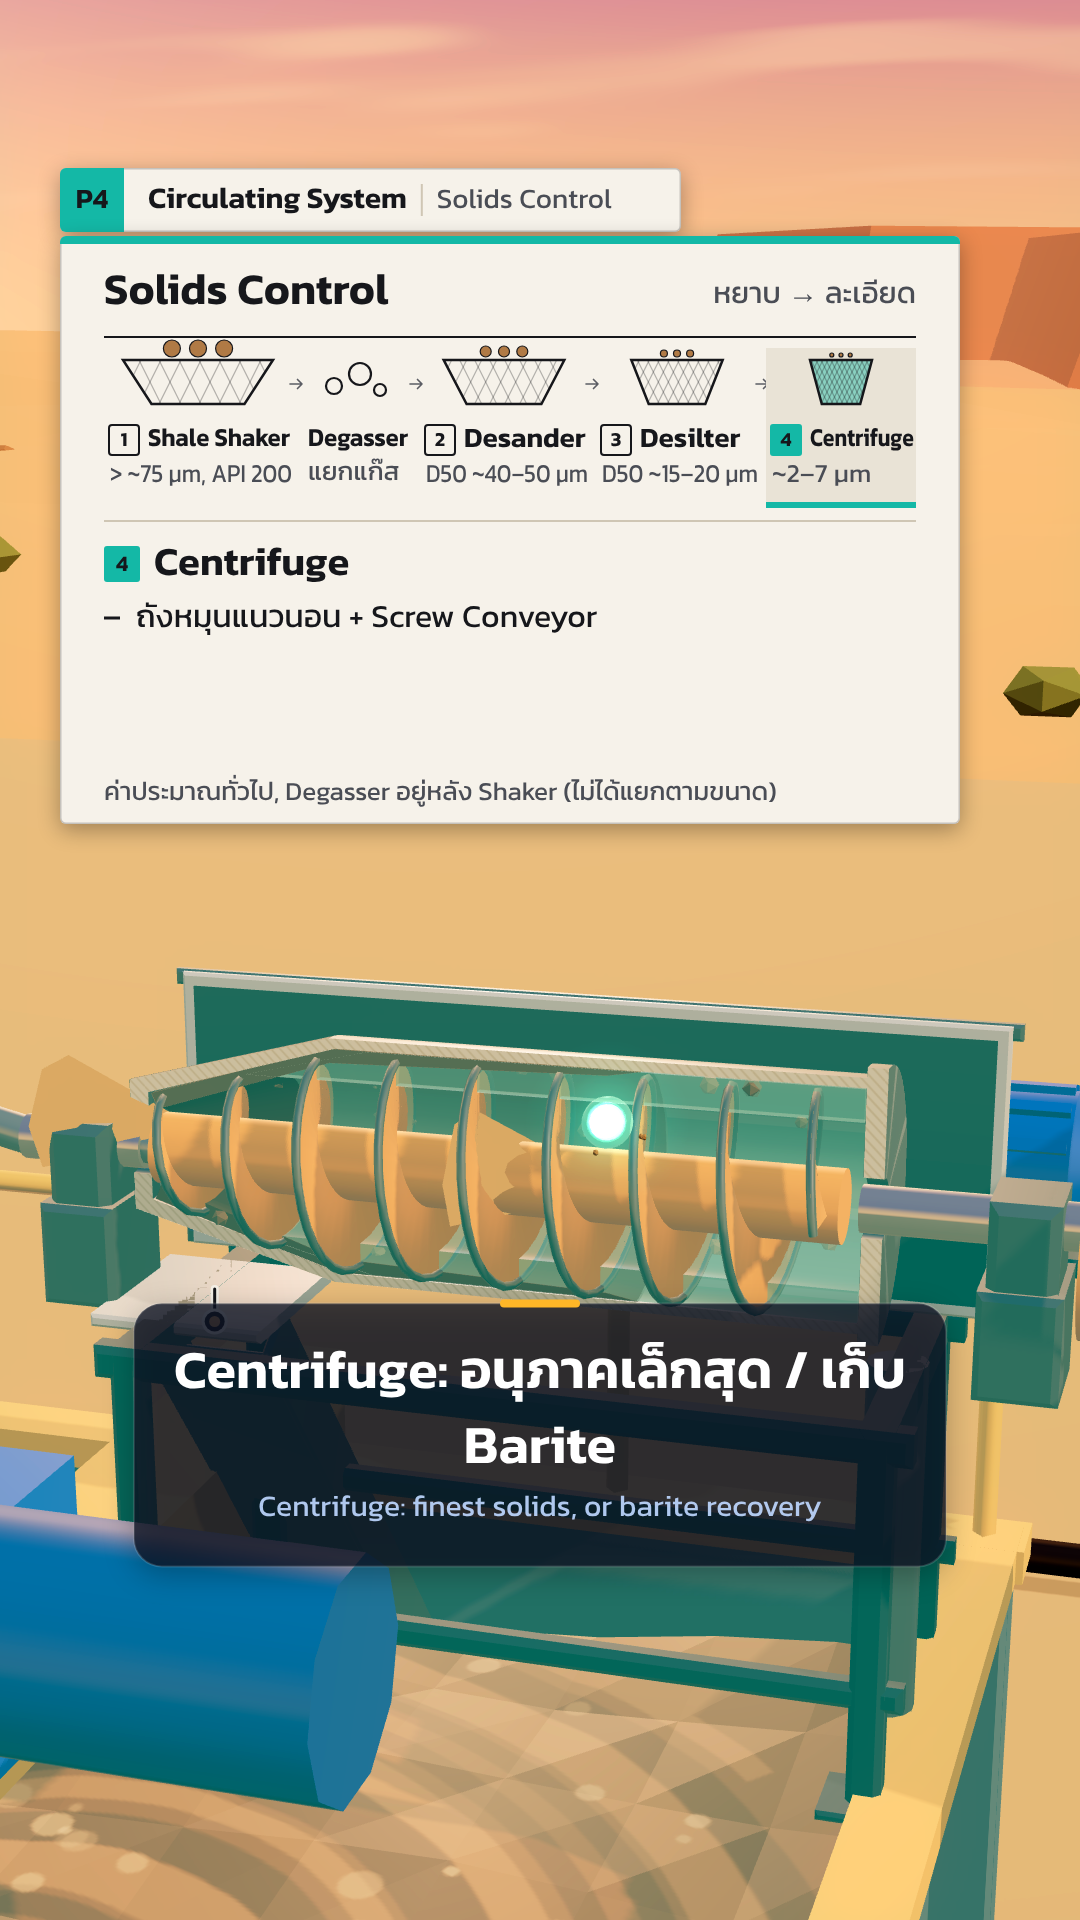 P4 Circulating System | Solids Control
Solids Control หยาบ → ละเอียด
→ → → →
1 Shale Shaker Degasser 2 Desander 3 Desilter 4 Centrifuge
> ~75 µm, API 200 แยกแก๊ส D50 ~40–50 µm D50 ~15–20 µm ~2–7 µm
4 Centrifuge
– ถังหมุนแนวนอน + Screw Conveyor
ค่าประมาณทั่วไป, Degasser อยู่หลัง Shaker (ไม่ได้แยกตามขนาด)
Centrifuge: อนุภาคเล็กสุด / เก็บ
Barite
Centrifuge: finest solids, or barite recovery